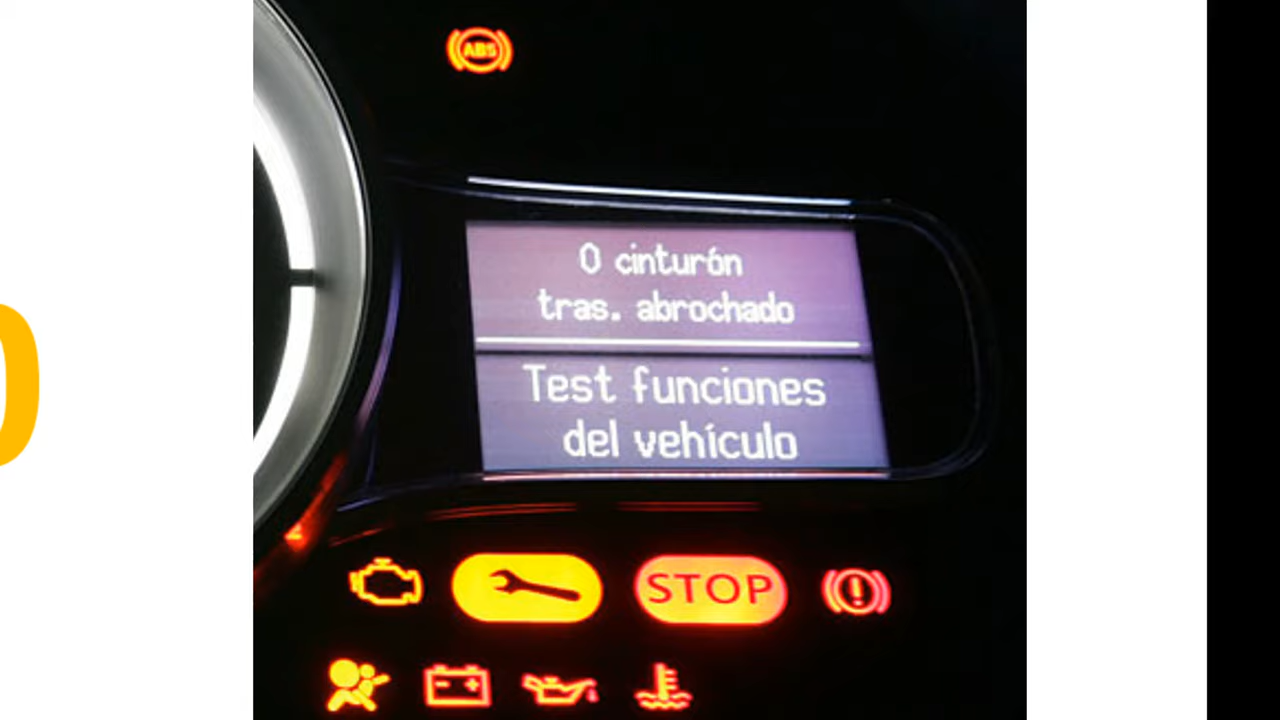 ABS
0 cinturón
tras. abrochado
Test funciones
del vehículo
STOP